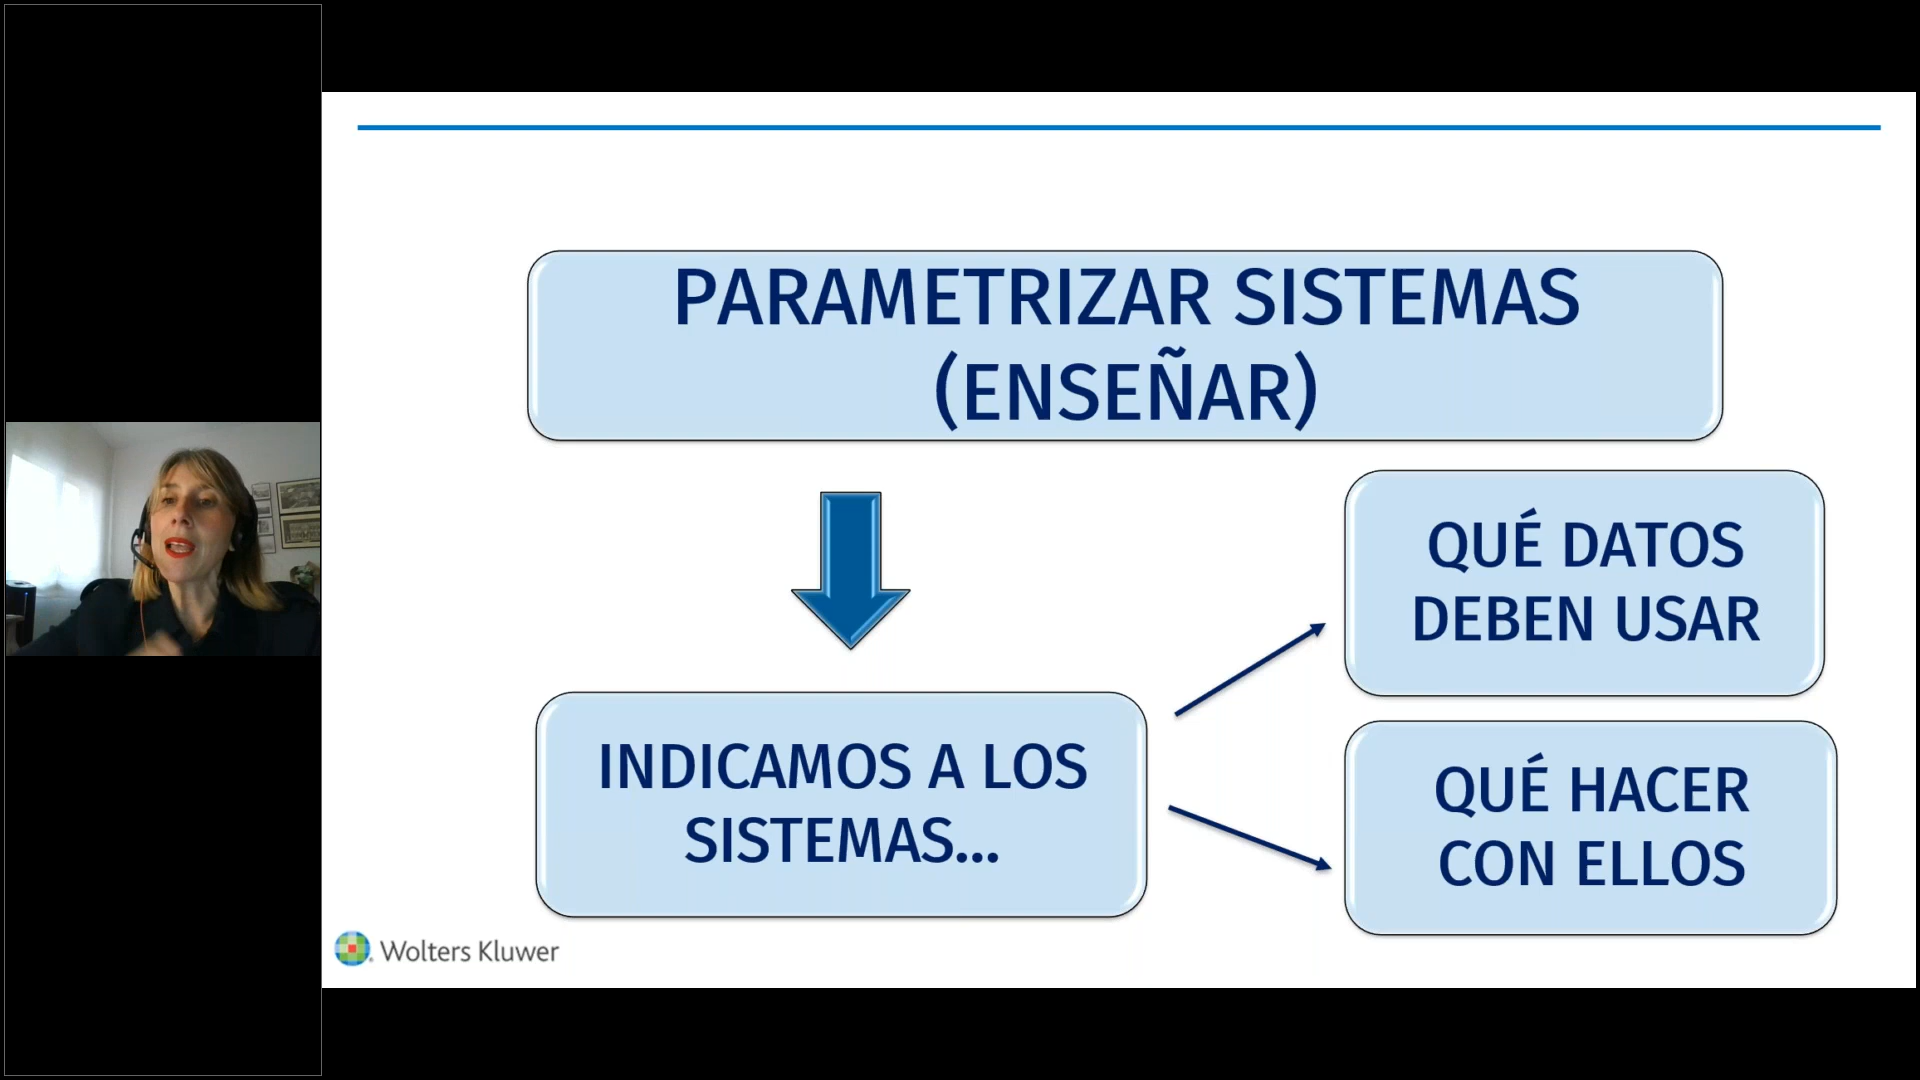 PARAMETRIZAR SISTEMAS
(ENSEÑAR)
INDICAMOS A LOS
SISTEMAS...
QUÉ DATOS
DEBEN USAR
QUÉ HACER
CON ELLOS
Wolters Kluwer